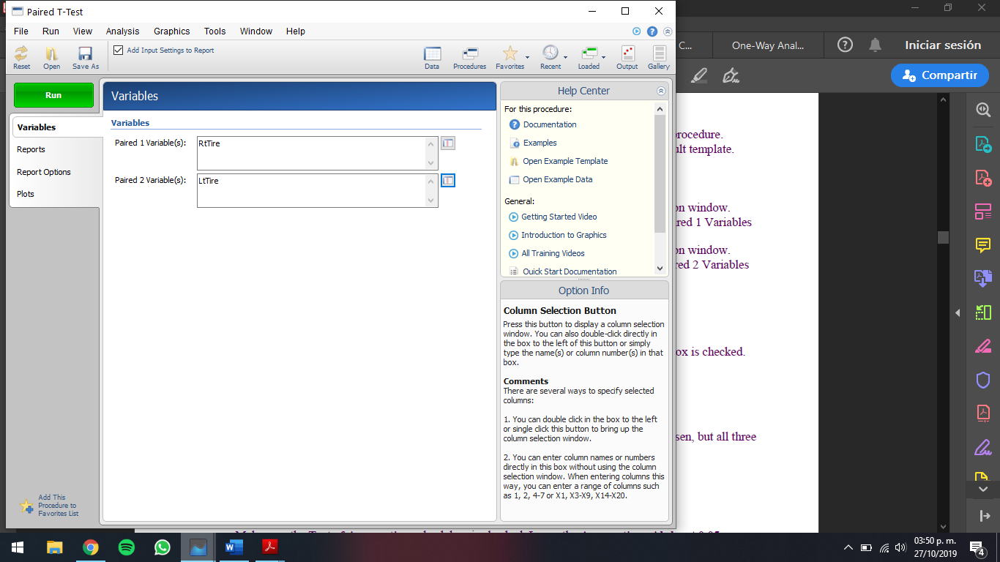 Paired T-Test
File Run View Analysis Graphics Tools Window Help
Reset Open Save As
Add Input Settings to Report
Data Procedures Favorites Recent Loaded Output Gallery
Run
Variables
Reports
Report Options
Plots
Add This
Procedure to
Favorites List
Variables
Variables
Paired 1 Variable(s):
RtTire
Paired 2 Variable(s):
LtTire
Help Center
For this procedure:
Documentation
Examples
Open Example Template
Open Example Data
General:
Getting Started Video
Introduction to Graphics
All Training Videos
Quick Start Documentation
Option Info
Column Selection Button
Press this button to display a column selection
window. You can also double-click directly in
the box to the left of this button or simply
type the name(s) or column number(s) in that
box.
Comments
There are several ways to specify selected
columns:
1. You can double click in the box to the left
or single click this button to bring up the
column selection window.
2. You can enter column names or numbers
directly in this box without using the column
selection window. When entering columns this
way, you can enter a range of columns such
as 1, 2, 4-7 or X1, X3-X9, X14-X20.
C...
One-Way Anal...
Iniciar sesión
Compartir
rocedure.
ult template.
on window.
ired 1 Variables
on window.
red 2 Variables
ox is checked.
sen, but all three
03:50 p. m.
27/10/2019
4